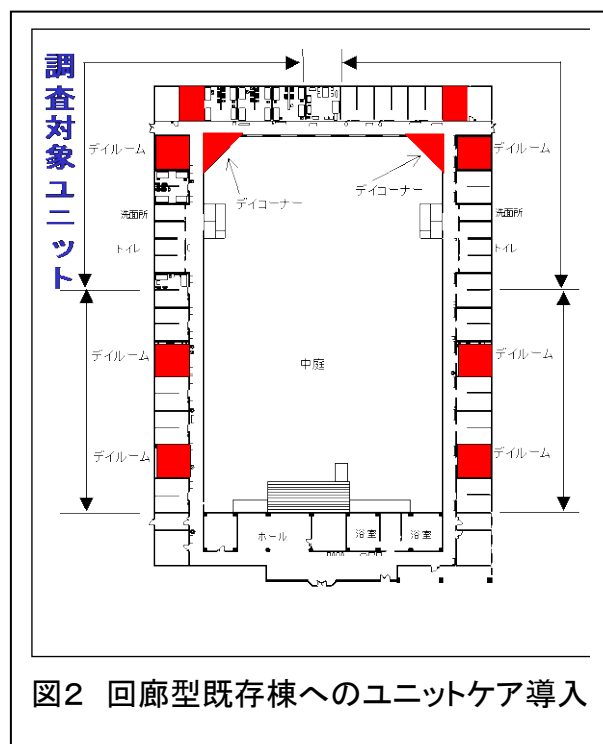 調査対象ユニット
デイルーム
デイルーム
デイコーナー
デイコーナー
洗面所
洗面所
トイレ
トイレ
デイルーム
デイルーム
中庭
デイルーム
デイルーム
ホール
浴室
浴室
図2 回廊型既存棟へのユニットケア導入